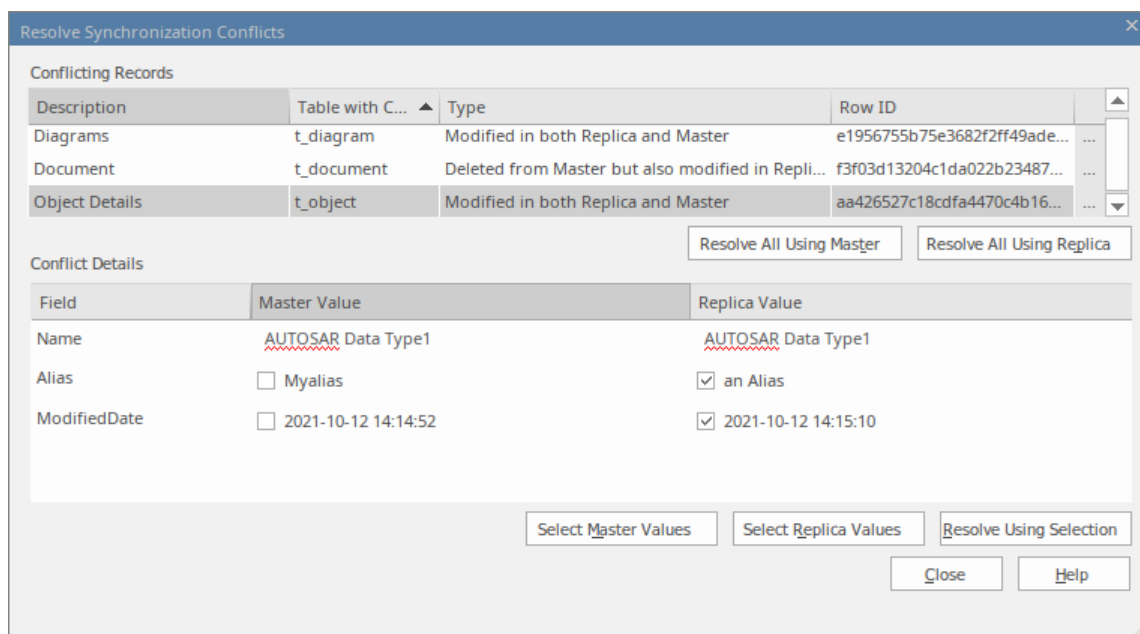 Resolve Synchronization Conflicts
Conflicting Records
Description Table with C... Type Row ID
Diagrams t_diagram Modified in both Replica and Master e1956755b75e3682f2ff49ade... ...
Document t_document Deleted from Master but also modified in Repli... f3f03d13204c1da022b23487... ...
Object Details t_object Modified in both Replica and Master aa426527c18cdfa4470c4b16... ...
Resolve All Using Master Resolve All Using Replica
Conflict Details
Field Master Value Replica Value
Name AUTOSAR Data Type1 AUTOSAR Data Type1
Alias Myalias an Alias
ModifiedDate 2021-10-12 14:14:52 2021-10-12 14:15:10
Select Master Values Select Replica Values Resolve Using Selection
Close Help